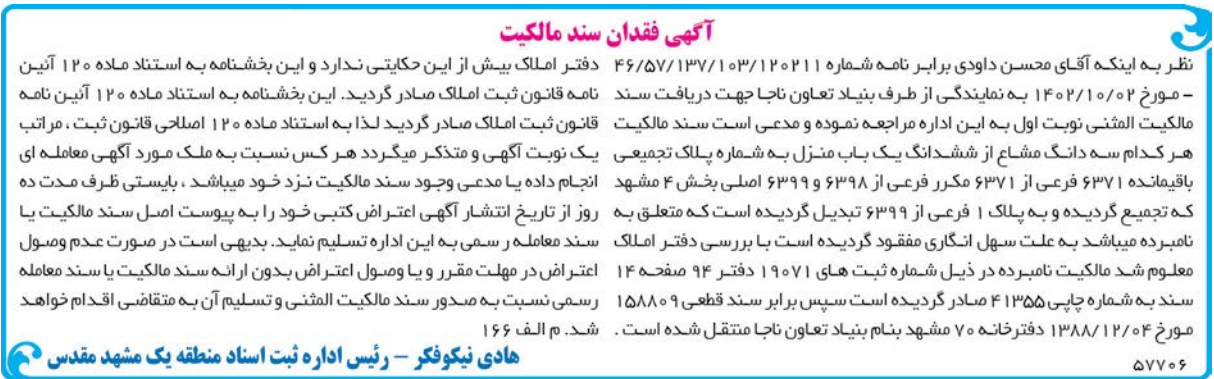 آگهی فقدان سند مالکیت
نظر به اینکه آقای محسن داودی برابر نامه شماره ۴۶/۵۷/۱۳۷/۱۰۳/۱۲۰۲۱۱
– مورخ ۱۴۰۲/۱۰/۰۲ به نمایندگی از طرف بنیاد تعاون ناجا جهت دریافت سند
مالکیت المثنی نوبت اول به این اداره مراجعه نموده و مدعی است سند مالکیت
هر کدام سه دانگ مشاع از ششدانگ یک باب منزل به شماره پلاک تجمیعی
باقیمانده ۶۳۷۱ فرعی از ۶۳۷۱ مکرر فرعی از ۶۳۹۸ و ۶۳۹۹ اصلی بخش ۴ مشهد
که تجمیع گردیده و به پلاک ۱ فرعی از ۶۳۹۹ تبدیل گردیده است که متعلق به
نامبرده میباشد به علت سهل انگاری مفقود گردیده است با بررسی دفتر املاک
معلوم شد مالکیت نامبرده در ذیل شماره ثبت های ۱۹۰۷۱ دفتر ۹۴ صفحه ۱۴
سند به شماره چاپی ۴۱۳۵۵ صادر گردیده است سپس برابر سند قطعی ۱۵۸۸۰۹
مورخ ۱۳۸۸/۱۲/۰۴ دفترخانه ۷۰ مشهد بنام بنیاد تعاون ناجا منتقل شده است .
دفتر املاک بیش از این حکایتی ندارد و این بخشنامه به استناد ماده ۱۲۰ آئین
نامه قانون ثبت املاک صادر گردید. این بخشنامه به استناد ماده ۱۲۰ آئین نامه
قانون ثبت املاک صادر گردید لذا به استناد ماده ۱۲۰ اصلاحی قانون ثبت ، مراتب
یک نوبت آگهی و متذکر میگردد هر کس نسبت به ملک مورد آگهی معامله ای
انجام داده یا مدعی وجود سند مالکیت نزد خود میباشد ، بایستی ظرف مدت ده
روز از تاریخ انتشار آگهی اعتراض کتبی خود را به پیوست اصل سند مالکیت یا
سند معامله رسمی به این اداره تسلیم نماید. بدیهی است در صورت عدم وصول
اعتراض در مهلت مقرر و یا وصول اعتراض بدون ارائه سند مالکیت یا سند معامله
رسمی نسبت به صدور سند مالکیت المثنی و تسلیم آن به متقاضی اقدام خواهد
شد. م الف ۱۶۶
هادی نیکوفکر – رئیس اداره ثبت اسناد منطقه یک مشهد مقدس
۵۷۷۰۶